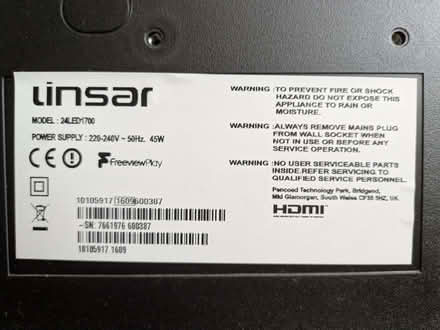 Linsar
MODEL : 24LED1700
POWER SUPPLY : 220-240V ~ 50Hz. 45W
CE
FreeviewPlay
10105917 1609 600387
-SN: 7661976 600387
10105917 1609
WARNING : TO PREVENT FIRE OR SHOCK
HAZARD DO NOT EXPOSE THIS
APPLIANCE TO RAIN OR
MOISTURE.
WARNING : ALWAYS REMOVE MAINS PLUG
FROM WALL SOCKET WHEN
NOT IN USE OR BEFORE ANY
SERVICE OPERATION.
WARNING : NO USER SERVICEABLE PARTS
INSIDE.REFER SERVICING TO
QUALIFIED SERVICE PERSONNEL.
Pencoed Technology Park, Bridgend,
Mid Glamorgan, South Wales CF35 5HZ, UK.
HDMI